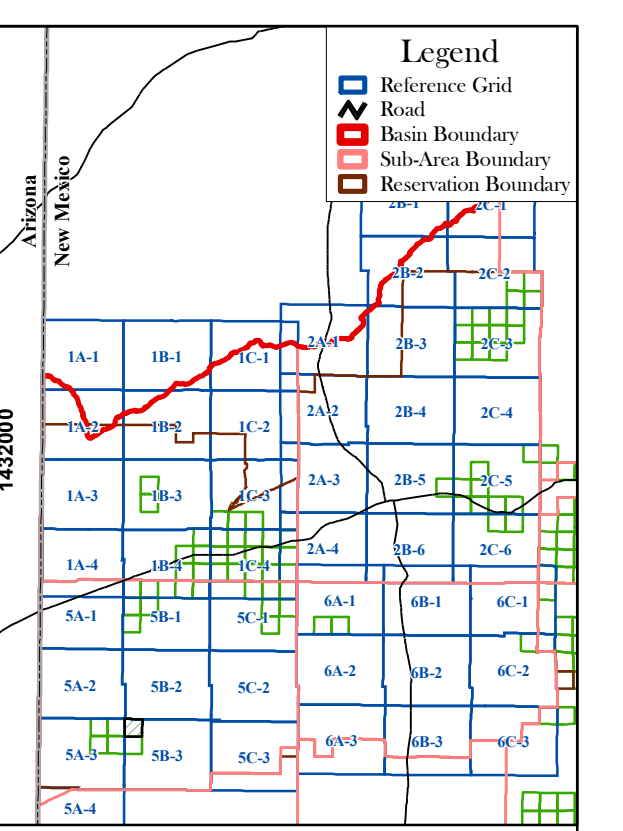 Legend
Reference Grid
Road
Basin Boundary
Sub-Area Boundary
Reservation Boundary
Arizona
New Mexico
1432000
2B-1
2C-1
2B-2
2C-2
2A-1
2B-3
2C-3
1A-1
1B-1
1C-1
2A-2
2B-4
2C-4
1A-2
1B-2
1C-2
2A-3
2B-5
2C-5
1A-3
1B-3
1C-3
2A-4
2B-6
2C-6
1A-4
1B-4
1C-4
6A-1
6B-1
6C-1
5A-1
5B-1
5C-1
6A-2
6B-2
6C-2
5A-2
5B-2
5C-2
6A-3
6B-3
6C-3
5A-3
5B-3
5C-3
5A-4